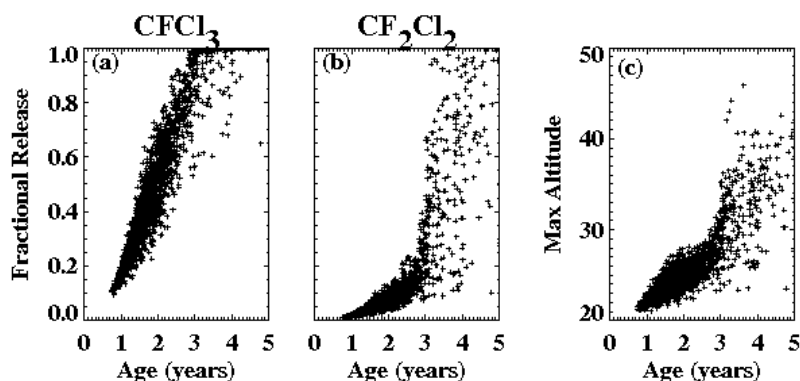 CFCl3
CF2Cl2
(a)
(b)
(c)
Fractional Release
1.0
0.8
0.6
0.4
0.2
0.0
0 1 2 3 4 5
Age (years)
0 1 2 3 4 5
Age (years)
Max Altitude
50
40
30
20
0 1 2 3 4 5
Age (years)